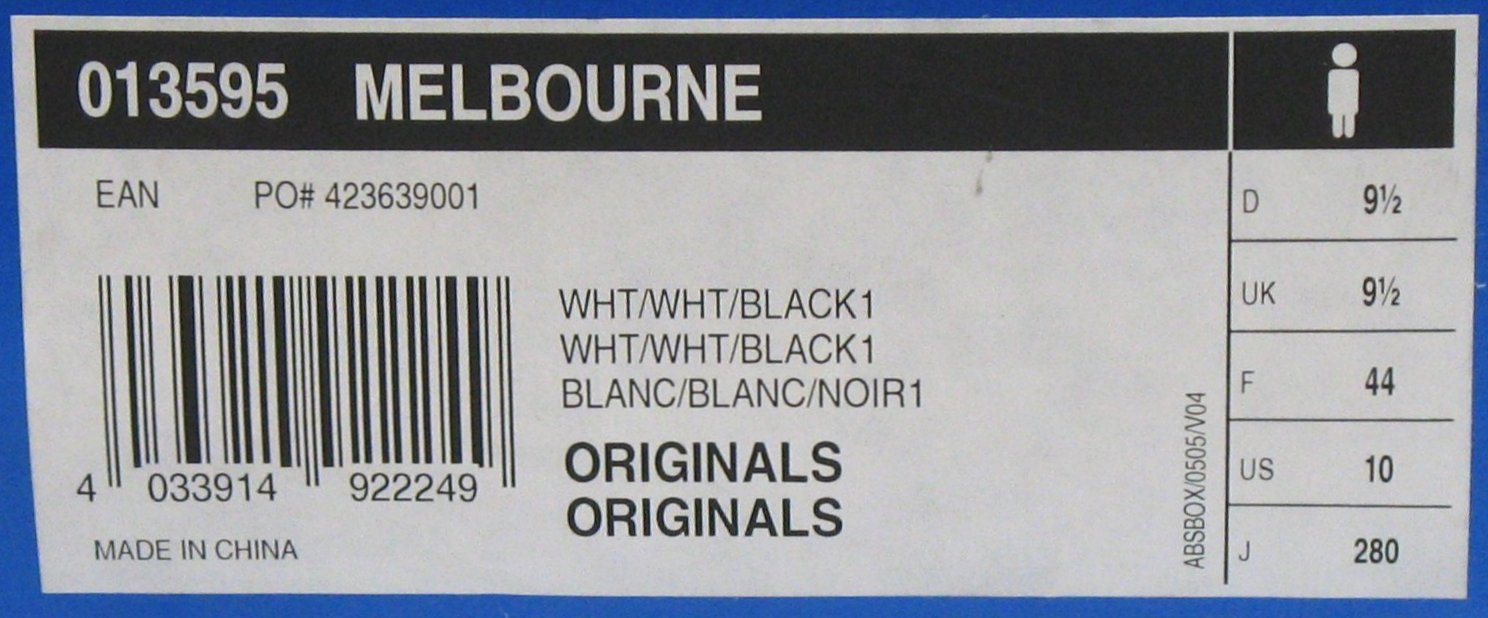 013595 MELBOURNE
EAN PO# 423639001
WHT/WHT/BLACK1
WHT/WHT/BLACK1
BLANC/BLANC/NOIR1
ORIGINALS
ORIGINALS
4 033914 922249
MADE IN CHINA
ABSBOX/0505/V04
D 9½
UK 9½
F 44
US 10
J 280